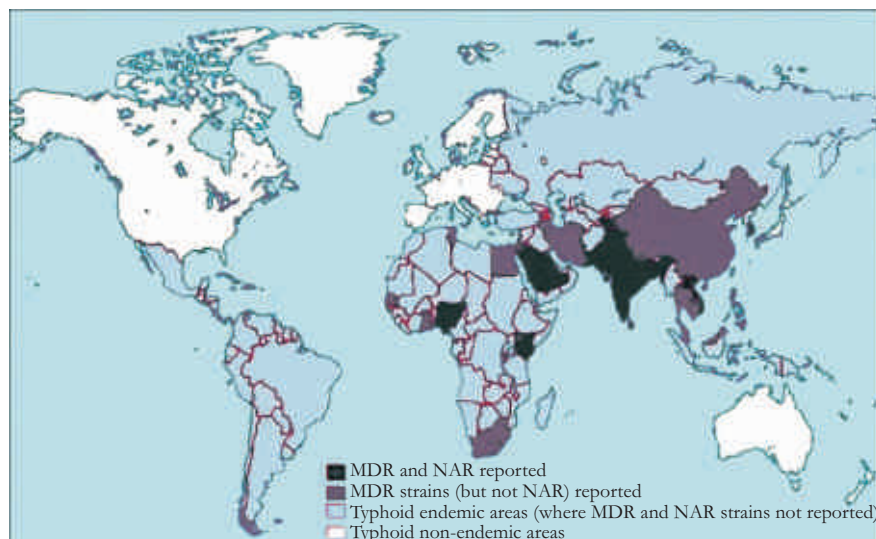 MDR and NAR reported
MDR strains (but not NAR) reported
Typhoid endemic areas (where MDR and NAR strains not reported)
Typhoid non-endemic areas